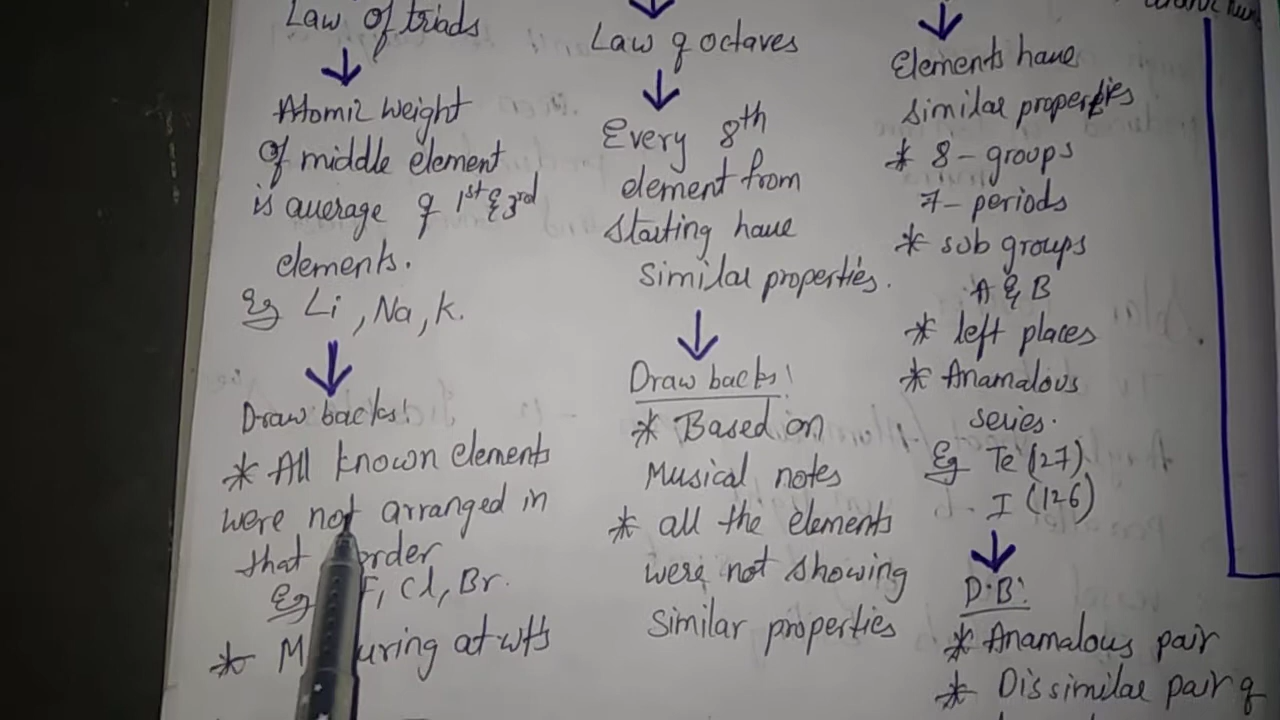 Law Of triads
Atomic weight
Of middle element
is average of 1st & 3rd
elements.
Eg Li, Na, K.
Draw backs!
* All known elements
were not arranged in
that order
Eg F, Cl, Br.
* at wts
Law of octaves
Every 8th
element from
starting have
similar properties.
Draw backs!
* Based on
Musical notes
* all the elements
were not showing
similar properties
Elements have
similar properties
* 8-groups
7-periods
* sub groups
A & B
* left places
* Anamalous
series.
Eg Te (127)
I (126)
D.B!
* Anamalous pair
* Dissimilar pair of